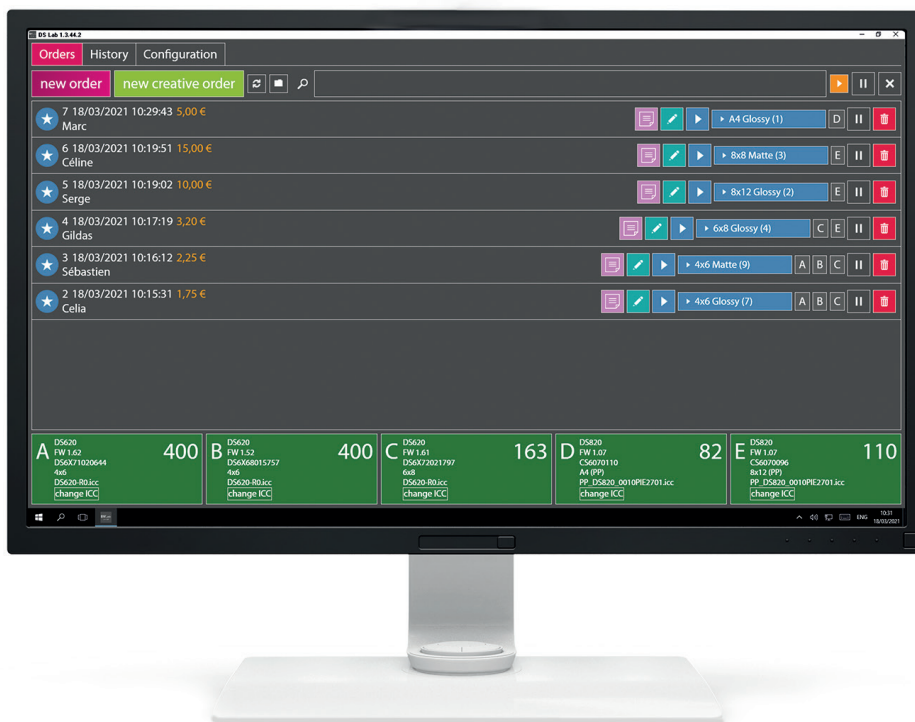 DS Lab 1.3.44.2
Orders History Configuration
new order new creative order
7 18/03/2021 10:29:43 5,00 €
Marc
A4 Glossy (1) D
6 18/03/2021 10:19:51 15,00 €
Céline
8x8 Matte (3) E
5 18/03/2021 10:19:02 10,00 €
Serge
8x12 Glossy (2) E
4 18/03/2021 10:17:19 3,20 €
Gildas
6x8 Glossy (4) C E
3 18/03/2021 10:16:12 2,25 €
Sébastien
4x6 Matte (9) A B C
2 18/03/2021 10:15:31 1,75 €
Celia
4x6 Glossy (7) A B C
A
DS620
FW 1.62
DS6X71020644
4x6
DS620-R0.icc
change ICC
400
B
DS620
FW 1.52
DS6X68015757
4x6
DS620-R0.icc
change ICC
400
C
DS620
FW 1.61
DS6X72021797
6x8
DS620-R0.icc
change ICC
163
D
DS820
FW 1.07
CS6070110
A4 (PP)
PP_DS820_0010PIE2701.icc
change ICC
82
E
DS820
FW 1.07
CS6070096
8x12 (PP)
PP_DS820_0010PIE2701.icc
change ICC
110
ENG
10:31
18/03/2021